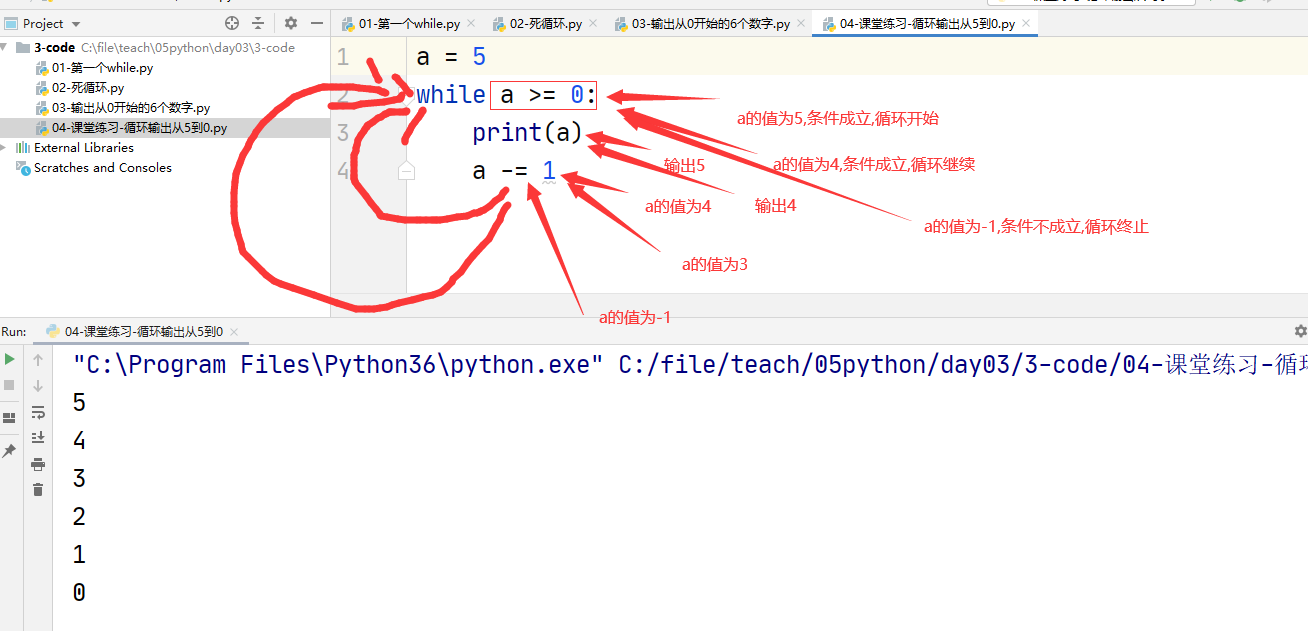 Project
01-第一个while.py
02-死循环.py
03-输出从0开始的6个数字.py
04-课堂练习-循环输出从5到0.py
3-code C:\file\teach\05python\day03\3-code
01-第一个while.py
02-死循环.py
03-输出从0开始的6个数字.py
04-课堂练习-循环输出从5到0.py
External Libraries
Scratches and Consoles
1 a = 5
2 while a >= 0:
3 print(a)
4 a -= 1
a的值为5,条件成立,循环开始
输出5
a的值为4,条件成立,循环继续
a的值为4
输出4
a的值为-1,条件不成立,循环终止
a的值为3
a的值为-1
Run: 04-课堂练习-循环输出从5到0
"C:\Program Files\Python36\python.exe" C:/file/teach/05python/day03/3-code/04-课堂练习-循
5
4
3
2
1
0